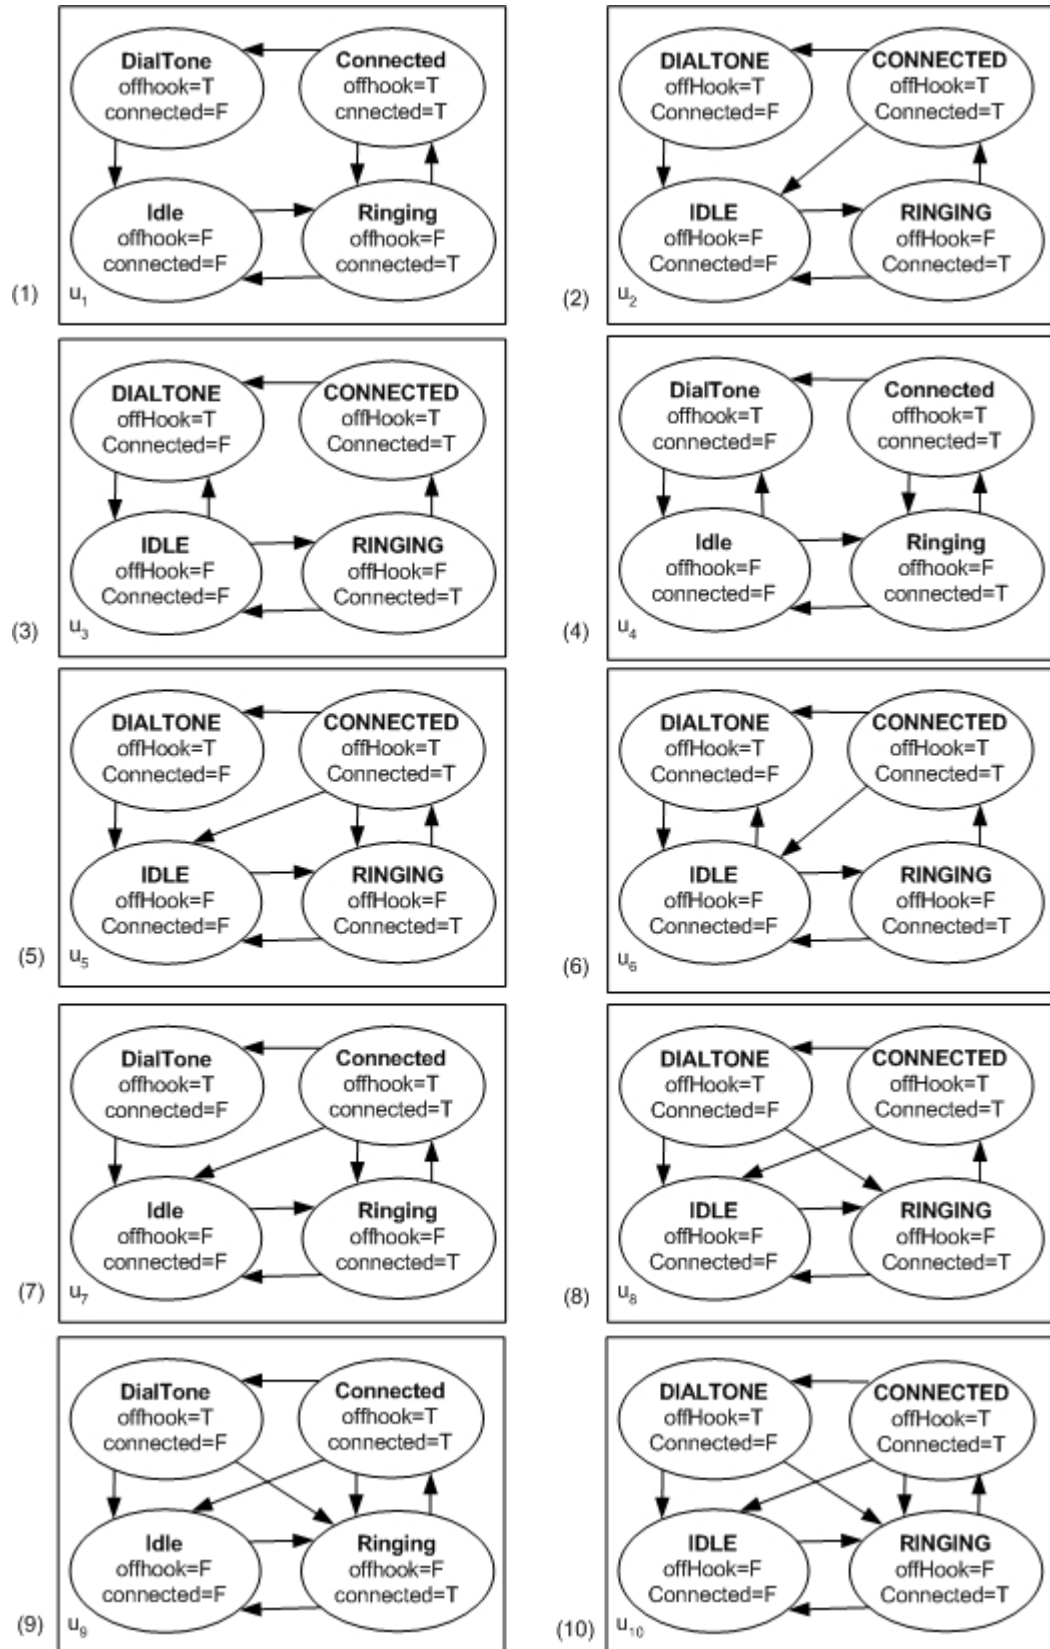 DialTone
offhook=T
connected=F
Connected
offhook=T
cnnected=T
Idle
offhook=F
connected=F
Ringing
offhook=F
connected=T
(1)
u1
DIALTONE
offHook=T
Connected=F
CONNECTED
offHook=T
Connected=T
IDLE
offHook=F
Connected=F
RINGING
offHook=F
Connected=T
(2)
u2
DIALTONE
offHook=T
Connected=F
CONNECTED
offHook=T
Connected=T
IDLE
offHook=F
Connected=F
RINGING
offHook=F
Connected=T
(3)
u3
DialTone
offhook=T
connected=F
Connected
offhook=T
connected=T
Idle
offhook=F
connected=F
Ringing
offhook=F
connected=T
(4)
u4
DIALTONE
offHook=T
Connected=F
CONNECTED
offHook=T
Connected=T
IDLE
offHook=F
Connected=F
RINGING
offHook=F
Connected=T
(5)
u5
DIALTONE
offHook=T
Connected=F
CONNECTED
offHook=T
Connected=T
IDLE
offHook=F
Connected=F
RINGING
offHook=F
Connected=T
(6)
u6
DialTone
offhook=T
connected=F
Connected
offhook=T
connected=T
Idle
offhook=F
connected=F
Ringing
offhook=F
connected=T
(7)
u7
DIALTONE
offHook=T
Connected=F
CONNECTED
offHook=T
Connected=T
IDLE
offHook=F
Connected=F
RINGING
offHook=F
Connected=T
(8)
u8
DialTone
offhook=T
connected=F
Connected
offhook=T
connected=T
Idle
offhook=F
connected=F
Ringing
offhook=F
connected=T
(9)
u9
DIALTONE
offHook=T
Connected=F
CONNECTED
offHook=T
Connected=T
IDLE
offHook=F
Connected=F
RINGING
offHook=F
Connected=T
(10)
u10